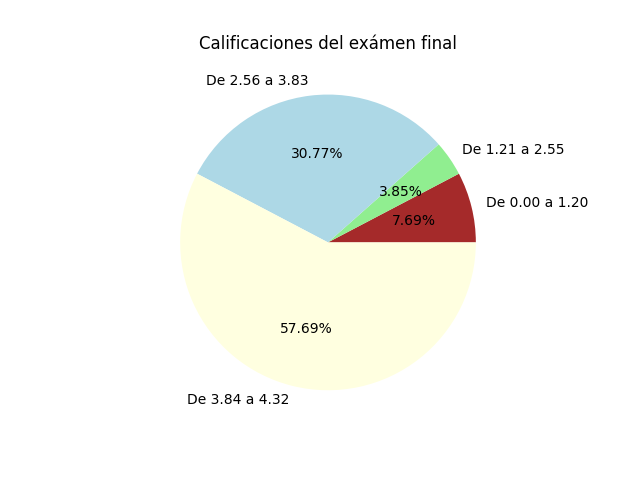 Calificaciones del exámen final
De 2.56 a 3.83
De 1.21 a 2.55
30.77%
3.85%
De 0.00 a 1.20
7.69%
57.69%
De 3.84 a 4.32